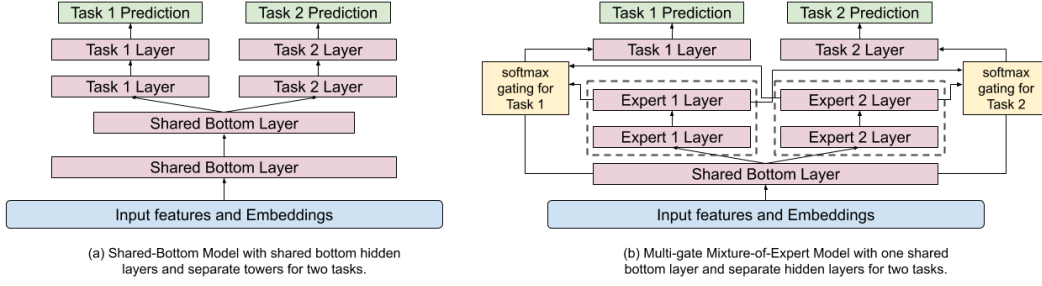 Task 1 Prediction
Task 2 Prediction
Task 1 Layer
Task 2 Layer
Task 1 Layer
Task 2 Layer
Shared Bottom Layer
Shared Bottom Layer
Input features and Embeddings
(a) Shared-Bottom Model with shared bottom hidden
layers and separate towers for two tasks.
Task 1 Prediction
Task 2 Prediction
Task 1 Layer
Task 2 Layer
softmax
gating for
Task 1
softmax
gating for
Task 2
Expert 1 Layer
Expert 2 Layer
Expert 1 Layer
Expert 2 Layer
Shared Bottom Layer
Input features and Embeddings
(b) Multi-gate Mixture-of-Expert Model with one shared
bottom layer and separate hidden layers for two tasks.